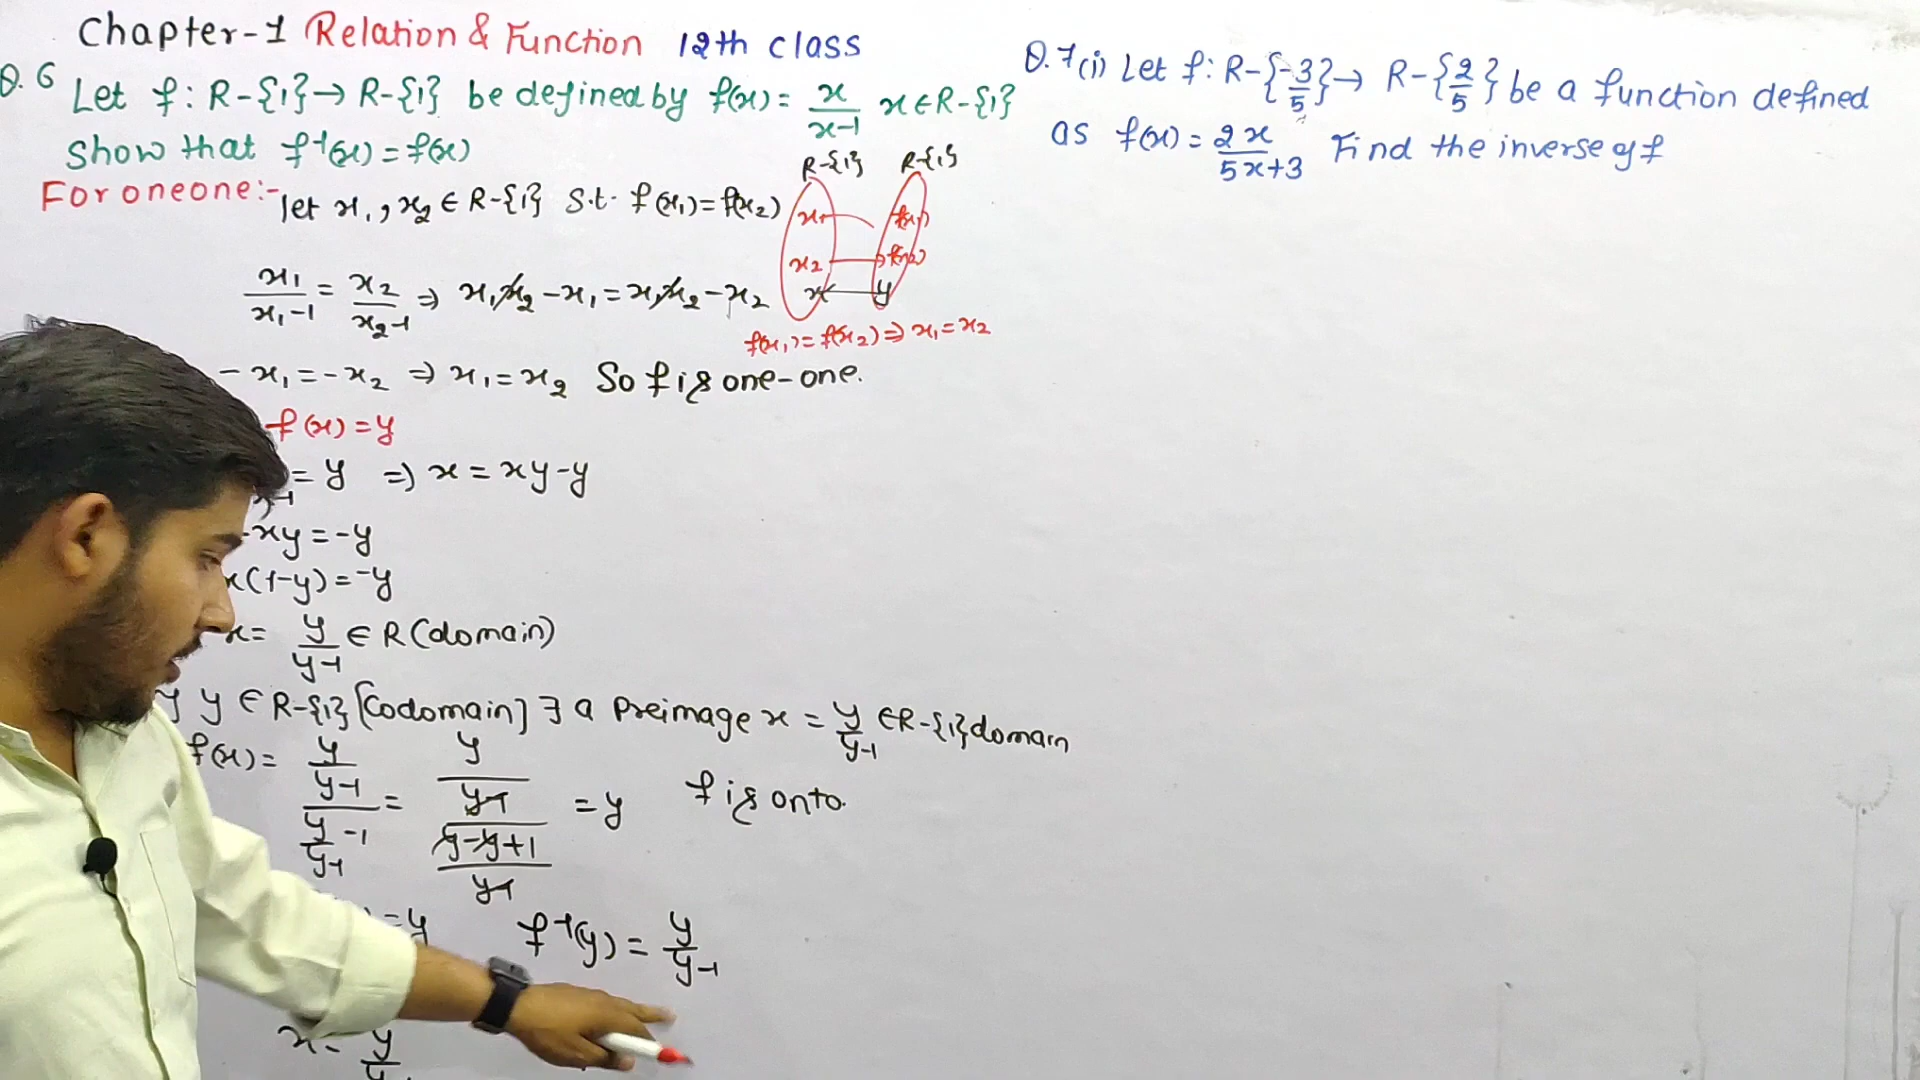 Chapter-1 Relation & Function 12th class
Q.6 Let f: R-{1}→R-{1} be defined by f(x) = x/(x-1) x∈R-{1}
Show that f⁻¹(x) = f(x)
For oneone:- let x₁, x₂ ∈ R-{1} s.t. f(x₁) = f(x₂)
R-{1} R-{1}
x₁ f(x₁)
x₂ f(x₂)
x y
f(x₁) = f(x₂) ⇒ x₁ = x₂
x₁/(x₁-1) = x₂/(x₂-1) ⇒ x₁x₂ - x₁ = x₁x₂ - x₂
-x₁ = -x₂ ⇒ x₁ = x₂ So f is one-one.
f(x) = y
= y ⇒ x = xy - y
-xy = -y
x(1-y) = -y
x = y/(y-1) ∈ R (domain)
y ∈ R-{1} [Codomain] ∃ a Preimage x = y/(y-1) ∈ R-{1} domain
f(x) = (y/(y-1))/(y/(y-1) - 1) = (y/(y-1))/((y-y+1)/(y-1)) = y f is onto.
= y f⁻¹(y) = y/(y-1)
x = y
Q.7(i) Let f: R-{-3/5}→ R-{2/5} be a function defined
as f(x) = 2x/(5x+3) Find the inverse of f